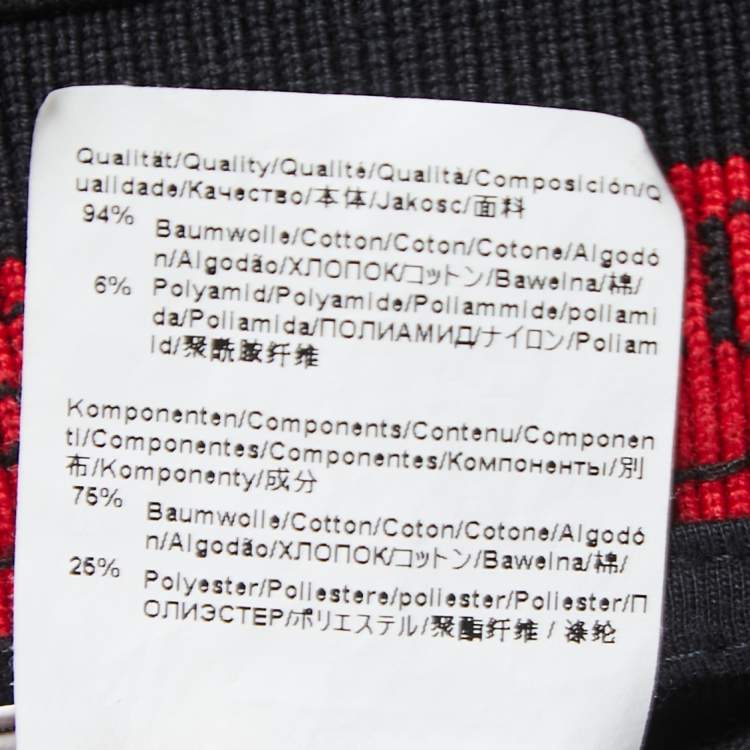 Qualität/Quality/Qualité/Qualità/Composición/Q
ualidade/Качество/本体/Jakosc/面料
94% Baumwolle/Cotton/Coton/Cotone/Algodó
n/Algodão/ХЛОПОК/コットン/Bawelna/棉/
6% Polyamid/Polyamide/Poliammide/poliami
da/Poliamida/ПОЛИАМИД/ナイロン/Poliam
id/聚酰胺纤维
Komponenten/Components/Contenu/Componen
ti/Componentes/Componentes/Компоненты/別
布/Komponenty/成分
75% Baumwolle/Cotton/Coton/Cotone/Algodó
n/Algodão/ХЛОПОК/コットン/Bawelna/棉/
25% Polyester/Poliestere/poliester/Poliester/П
ОЛИЭСТЕР/ポリエステル/聚酯纤维 / 涤纶